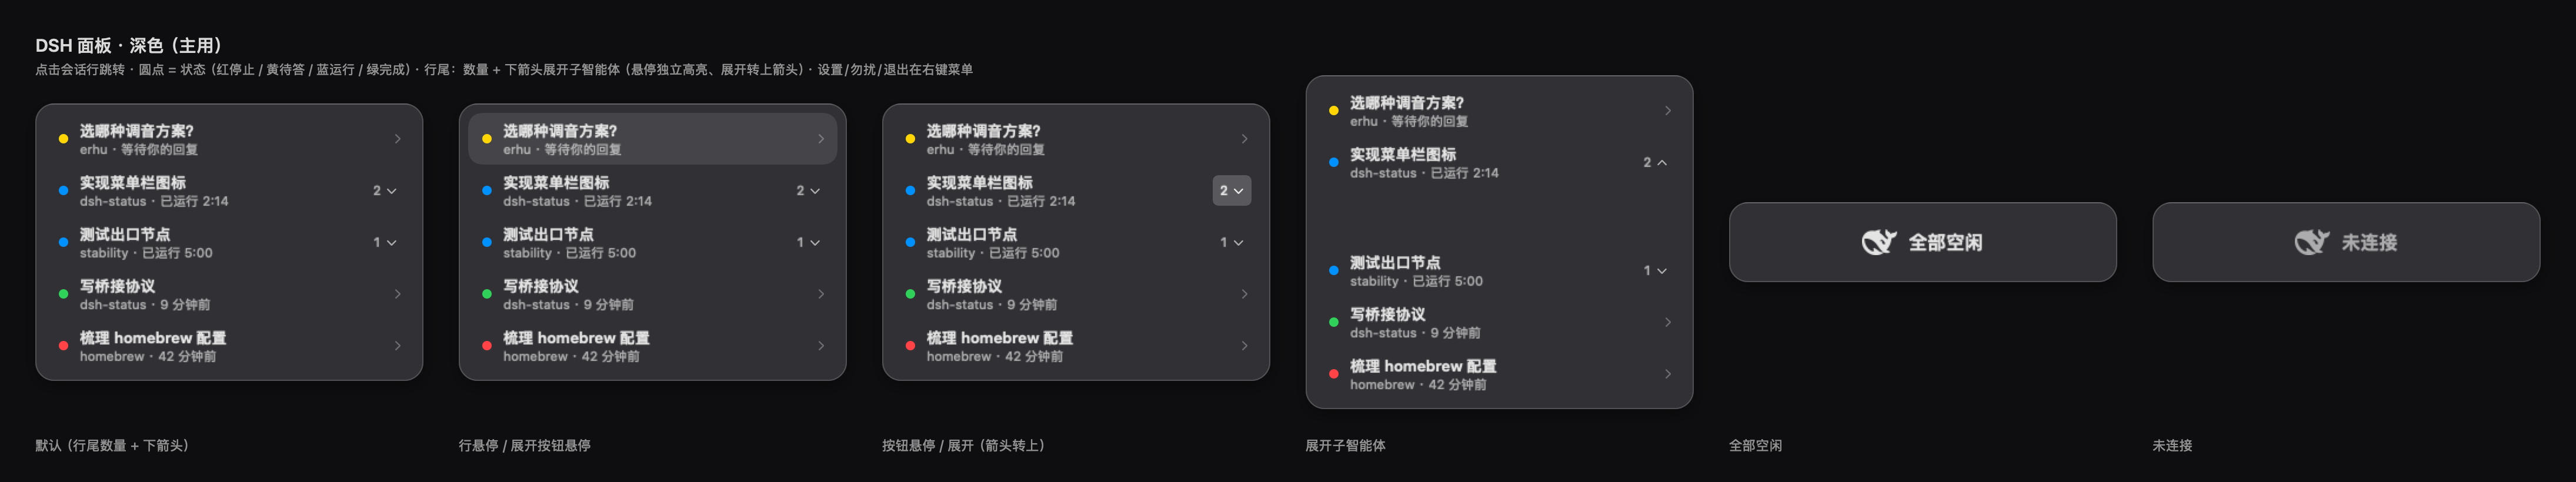 DSH 面板 · 深色（主用）
点击会话行跳转 · 圆点 = 状态（红停止 / 黄待答 / 蓝运行 / 绿完成）· 行尾：数量 + 下箭头展开子智能体（悬停独立高亮、展开转上箭头）· 设置/勿扰/退出在右键菜单
选哪种调音方案?
erhu · 等待你的回复
实现菜单栏图标
dsh-status · 已运行 2:14
2
测试出口节点
stability · 已运行 5:00
1
写桥接协议
dsh-status · 9 分钟前
梳理 homebrew 配置
homebrew · 42 分钟前
默认（行尾数量 + 下箭头）
选哪种调音方案?
erhu · 等待你的回复
实现菜单栏图标
dsh-status · 已运行 2:14
2
测试出口节点
stability · 已运行 5:00
1
写桥接协议
dsh-status · 9 分钟前
梳理 homebrew 配置
homebrew · 42 分钟前
行悬停 / 展开按钮悬停
选哪种调音方案?
erhu · 等待你的回复
实现菜单栏图标
dsh-status · 已运行 2:14
2
测试出口节点
stability · 已运行 5:00
1
写桥接协议
dsh-status · 9 分钟前
梳理 homebrew 配置
homebrew · 42 分钟前
按钮悬停 / 展开（箭头转上）
选哪种调音方案?
erhu · 等待你的回复
实现菜单栏图标
dsh-status · 已运行 2:14
2
测试出口节点
stability · 已运行 5:00
1
写桥接协议
dsh-status · 9 分钟前
梳理 homebrew 配置
homebrew · 42 分钟前
展开子智能体
全部空闲
全部空闲
未连接
未连接